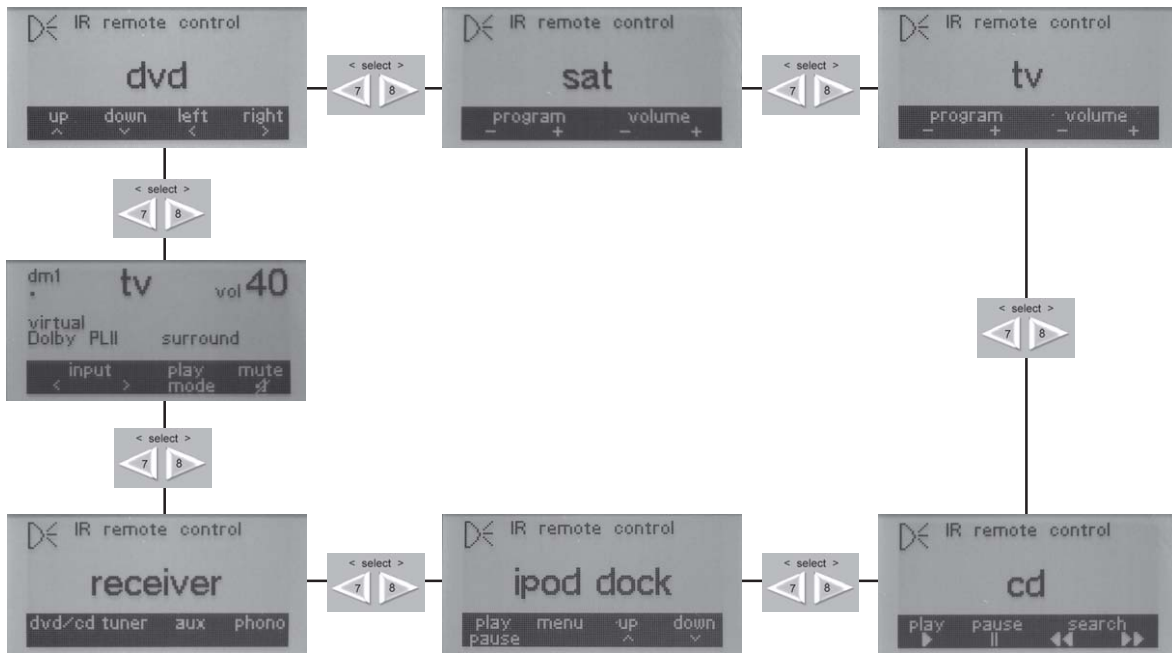 IR remote control
dvd
up down left right
^ ˅ < >
< select >
7 8
IR remote control
sat
program volume
- + - +
< select >
7 8
IR remote control
tv
program volume
- + - +
< select >
7 8
dm1 tv vol 40
virtual
Dolby PLII surround
input play mute
< > mode
< select >
7 8
< select >
7 8
IR remote control
receiver
dvd/cd tuner aux phono
< select >
7 8
IR remote control
ipod dock
play menu up down
pause ^ ˅
< select >
7 8
IR remote control
cd
play pause search